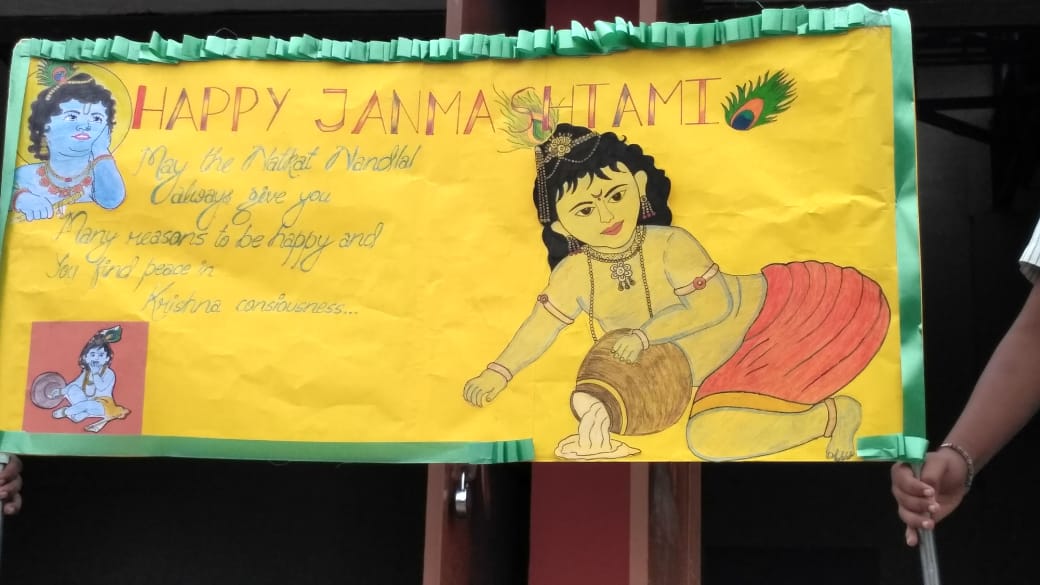 HAPPY JANMASHTAMI
May the Natkat Nandlal
always give you
Many reasons to be happy and
You find peace in
Krishna consiousness...